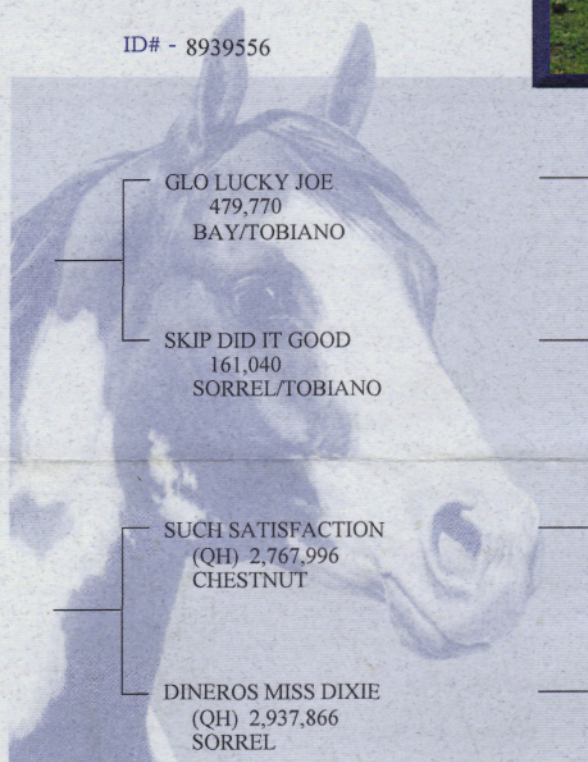 ID# - 8939556
GLO LUCKY JOE
479,770
BAY/TOBIANO
SKIP DID IT GOOD
161,040
SORREL/TOBIANO
SUCH SATISFACTION
(QH) 2,767,996
CHESTNUT
DINEROS MISS DIXIE
(QH) 2,937,866
SORREL